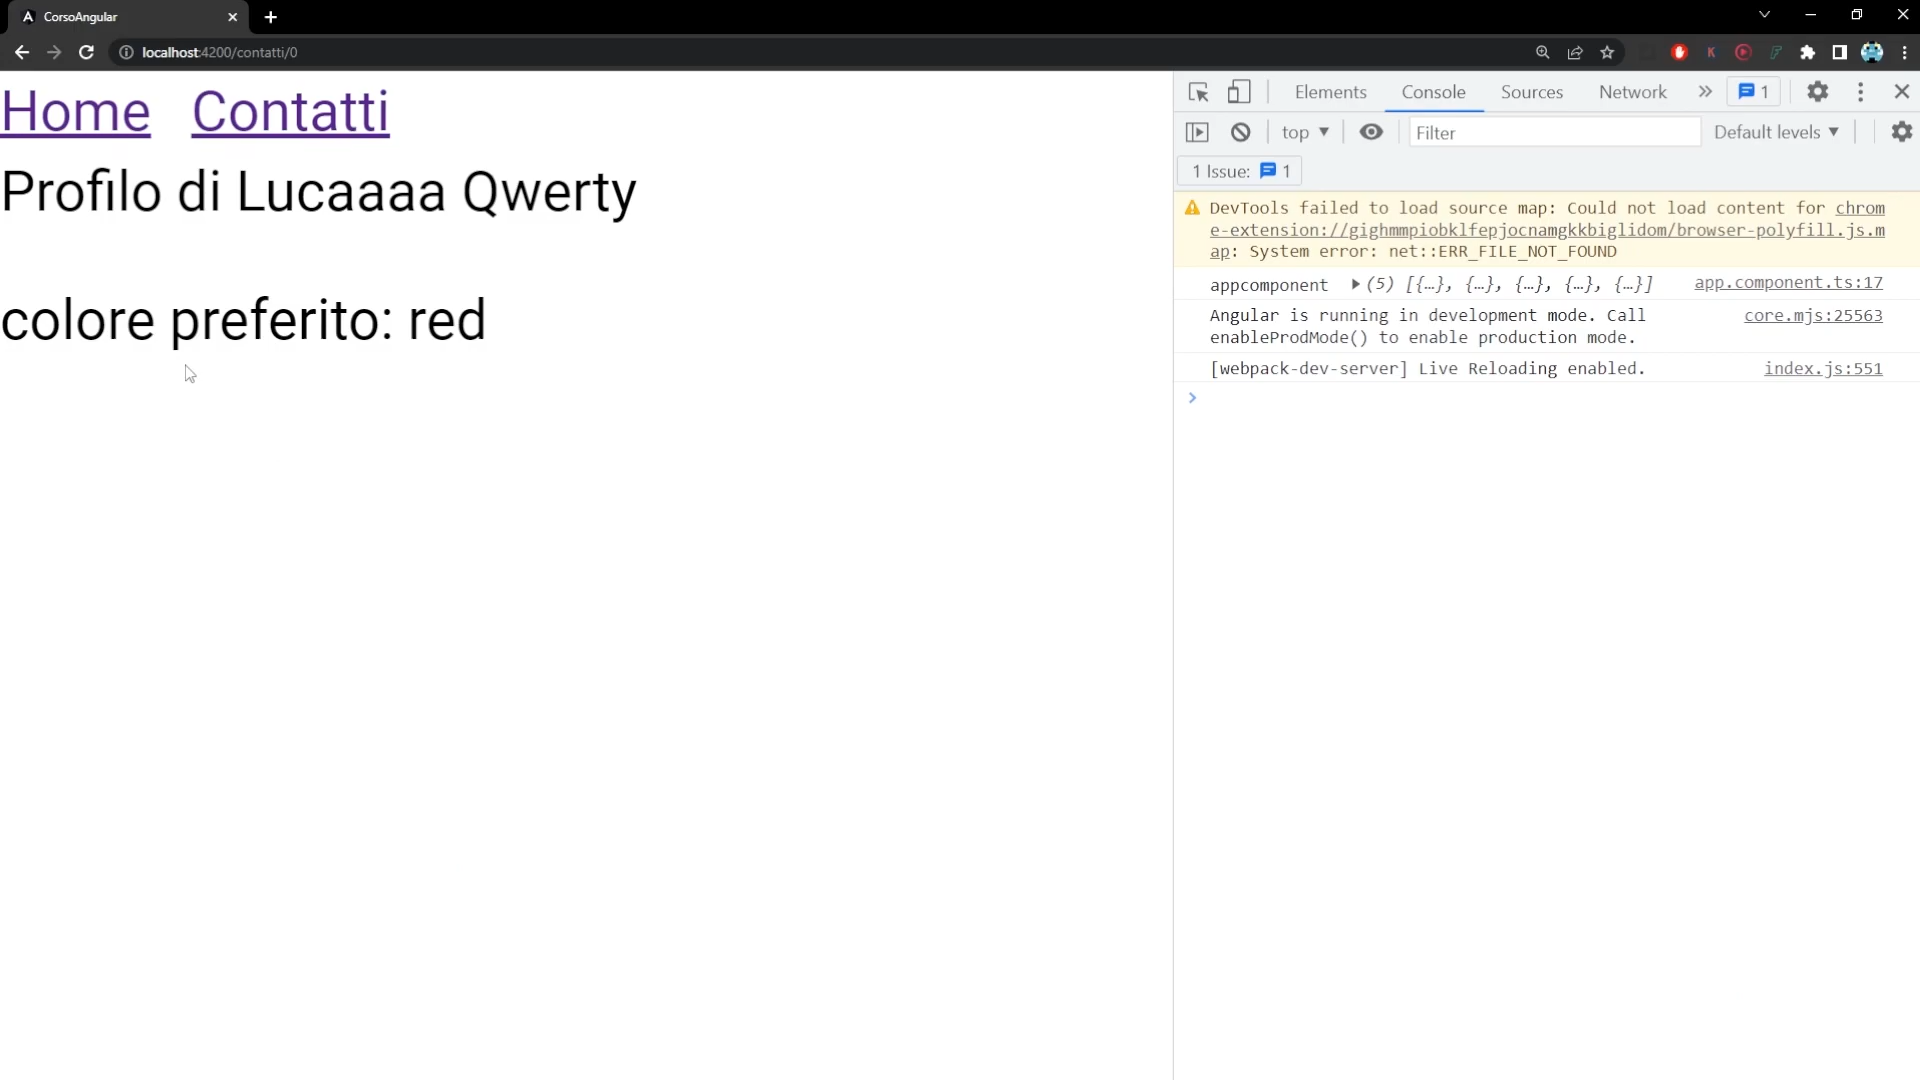 CorsoAngular
localhost:4200/contatti/0
Home Contatti
Profilo di Lucaaaa Qwerty
colore preferito: red
Elements Console Sources Network 1
top Filter Default levels
1 Issue: 1
DevTools failed to load source map: Could not load content for chrom
e-extension://gighmmpiobklfepjocnamgkkbiglidom/browser-polyfill.js.m
ap: System error: net::ERR_FILE_NOT_FOUND
appcomponent (5) [{…}, {…}, {…}, {…}, {…}] app.component.ts:17
Angular is running in development mode. Call core.mjs:25563
enableProdMode() to enable production mode.
[webpack-dev-server] Live Reloading enabled. index.js:551